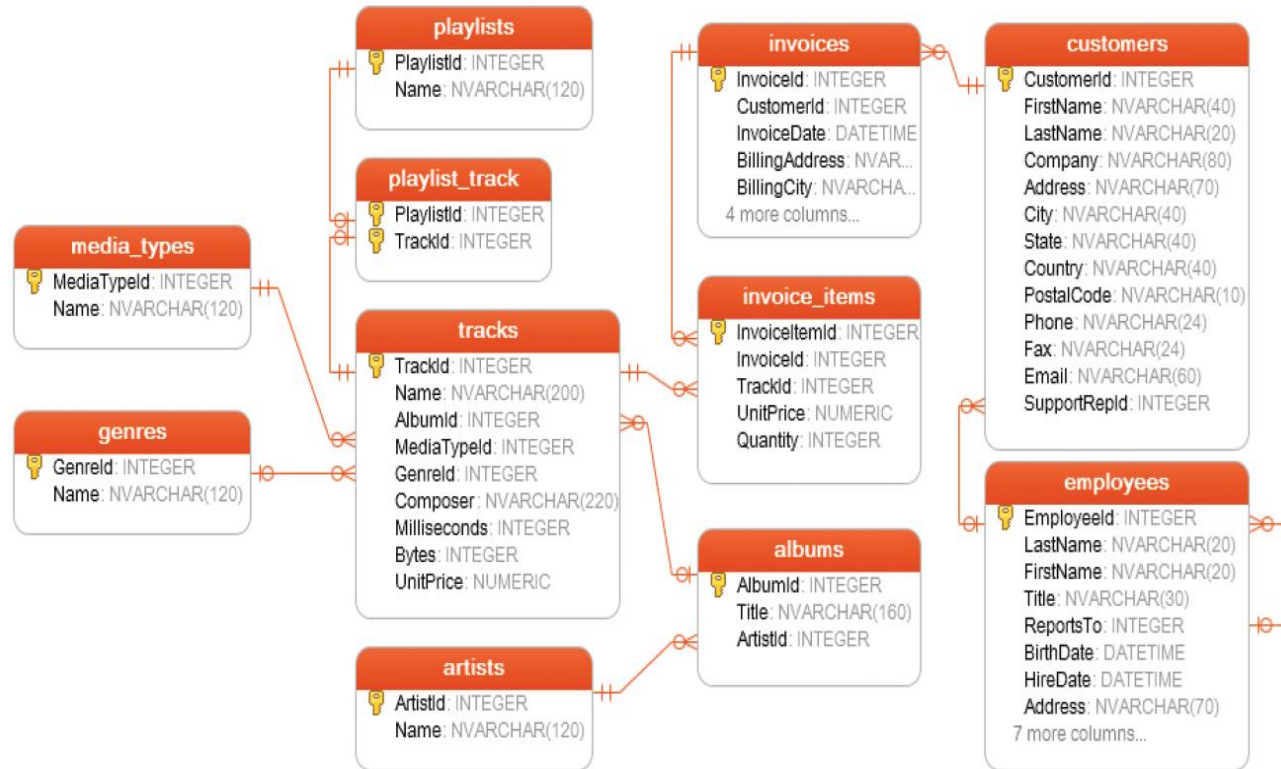 playlists
PlaylistId: INTEGER
Name: NVARCHAR(120)
playlist_track
PlaylistId: INTEGER
TrackId: INTEGER
media_types
MediaTypeId: INTEGER
Name: NVARCHAR(120)
genres
GenreId: INTEGER
Name: NVARCHAR(120)
tracks
TrackId: INTEGER
Name: NVARCHAR(200)
AlbumId: INTEGER
MediaTypeId: INTEGER
GenreId: INTEGER
Composer: NVARCHAR(220)
Milliseconds: INTEGER
Bytes: INTEGER
UnitPrice: NUMERIC
artists
ArtistId: INTEGER
Name: NVARCHAR(120)
invoices
InvoiceId: INTEGER
CustomerId: INTEGER
InvoiceDate: DATETIME
BillingAddress: NVAR...
BillingCity: NVARCHA...
4 more columns...
invoice_items
InvoiceItemId: INTEGER
InvoiceId: INTEGER
TrackId: INTEGER
UnitPrice: NUMERIC
Quantity: INTEGER
albums
AlbumId: INTEGER
Title: NVARCHAR(160)
ArtistId: INTEGER
customers
CustomerId: INTEGER
FirstName: NVARCHAR(40)
LastName: NVARCHAR(20)
Company: NVARCHAR(80)
Address: NVARCHAR(70)
City: NVARCHAR(40)
State: NVARCHAR(40)
Country: NVARCHAR(40)
PostalCode: NVARCHAR(10)
Phone: NVARCHAR(24)
Fax: NVARCHAR(24)
Email: NVARCHAR(60)
SupportRepId: INTEGER
employees
EmployeeId: INTEGER
LastName: NVARCHAR(20)
FirstName: NVARCHAR(20)
Title: NVARCHAR(30)
ReportsTo: INTEGER
BirthDate: DATETIME
HireDate: DATETIME
Address: NVARCHAR(70)
7 more columns...